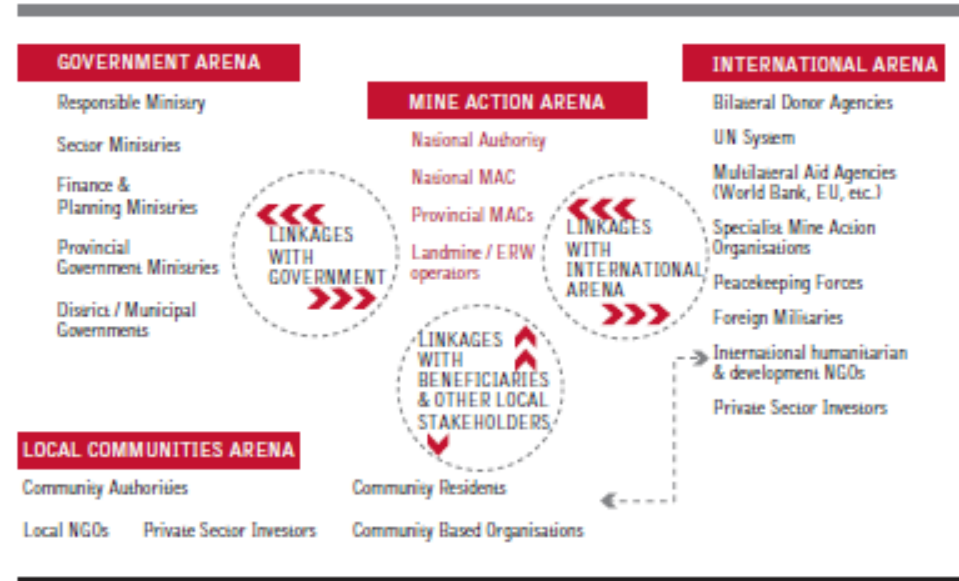 GOVERNMENT ARENA
Responsible Ministry
Sector Ministries
Finance &
Planning Ministries
Provincial
Government Ministries
District / Municipal
Governments
LINKAGES
WITH
GOVERNMENT
MINE ACTION ARENA
National Authority
National MAC
Provincial MACs
Landmine / ERW
operators
LINKAGES
WITH
INTERNATIONAL
ARENA
INTERNATIONAL ARENA
Bilateral Donor Agencies
UN System
Multilateral Aid Agencies
(World Bank, EU, etc.)
Specialist Mine Action
Organisations
Peacekeeping Forces
Foreign Militaries
International humanitarian
& development NGOs
Private Sector Investors
LINKAGES
WITH
BENEFICIARIES
& OTHER LOCAL
STAKEHOLDERS
LOCAL COMMUNITIES ARENA
Community Authorities
Community Residents
Local NGOs
Private Sector Investors
Community Based Organisations